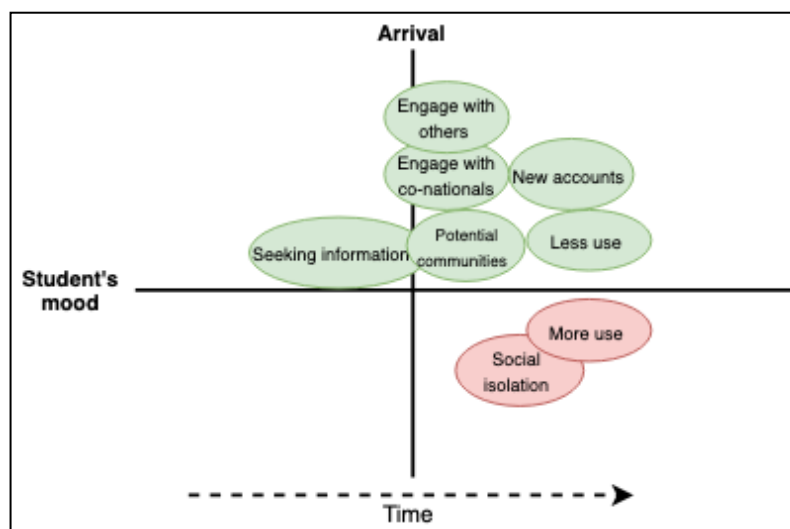 Arrival
Engage with
others
Engage with
co-nationals
New accounts
Seeking information
Potential
communities
Less use
Student's
mood
More use
Social
isolation
Time